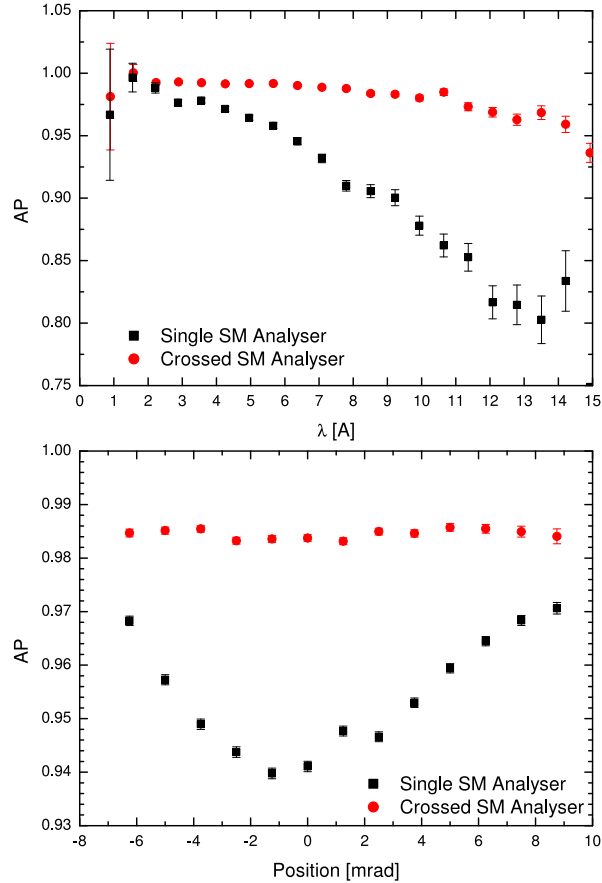 1.05
1.00
0.95
0.90
0.85
0.80
0.75
AP
Single SM Analyser
Crossed SM Analyser
0 1 2 3 4 5 6 7 8 9 10 11 12 13 14 15
λ [A]
1.00
0.99
0.98
0.97
0.96
0.95
0.94
0.93
AP
Single SM Analyser
Crossed SM Analyser
-8 -6 -4 -2 0 2 4 6 8 10
Position [mrad]